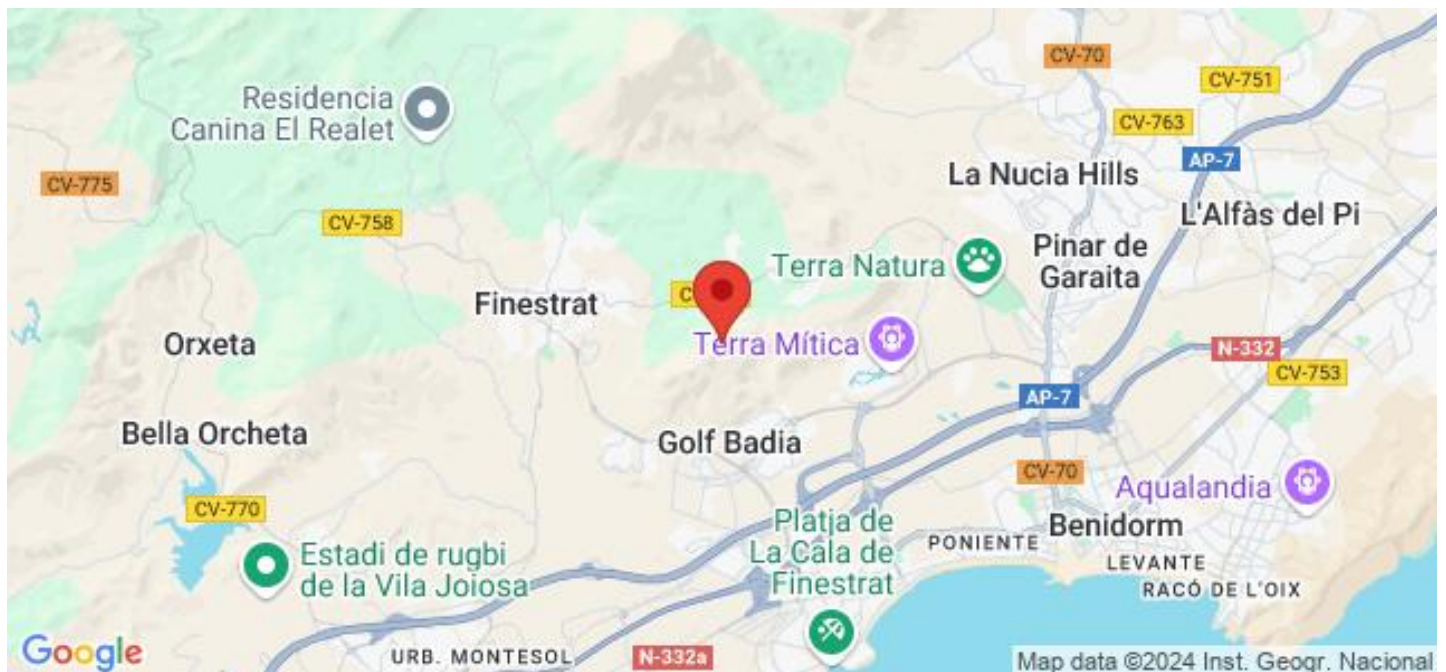 CV-70
CV-751
Residencia
Canina El Realet
CV-763
AP-7
La Nucia Hills
CV-775
CV-758
L'Alfàs del Pi
Terra Natura
Pinar de
Garaita
Finestrat
Orxeta
Terra Mítica
N-332
CV-753
AP-7
Bella Orcheta
Golf Badia
CV-70
Aqualandia
CV-770
Platja de
La Cala de
Finestrat
Benidorm
PONIENTE
LEVANTE
RACÓ DE L'OIX
Estadi de rugbi
de la Vila Joiosa
Google
URB. MONTESOL
N-332a
Map data ©2024 Inst. Geogr. Nacional